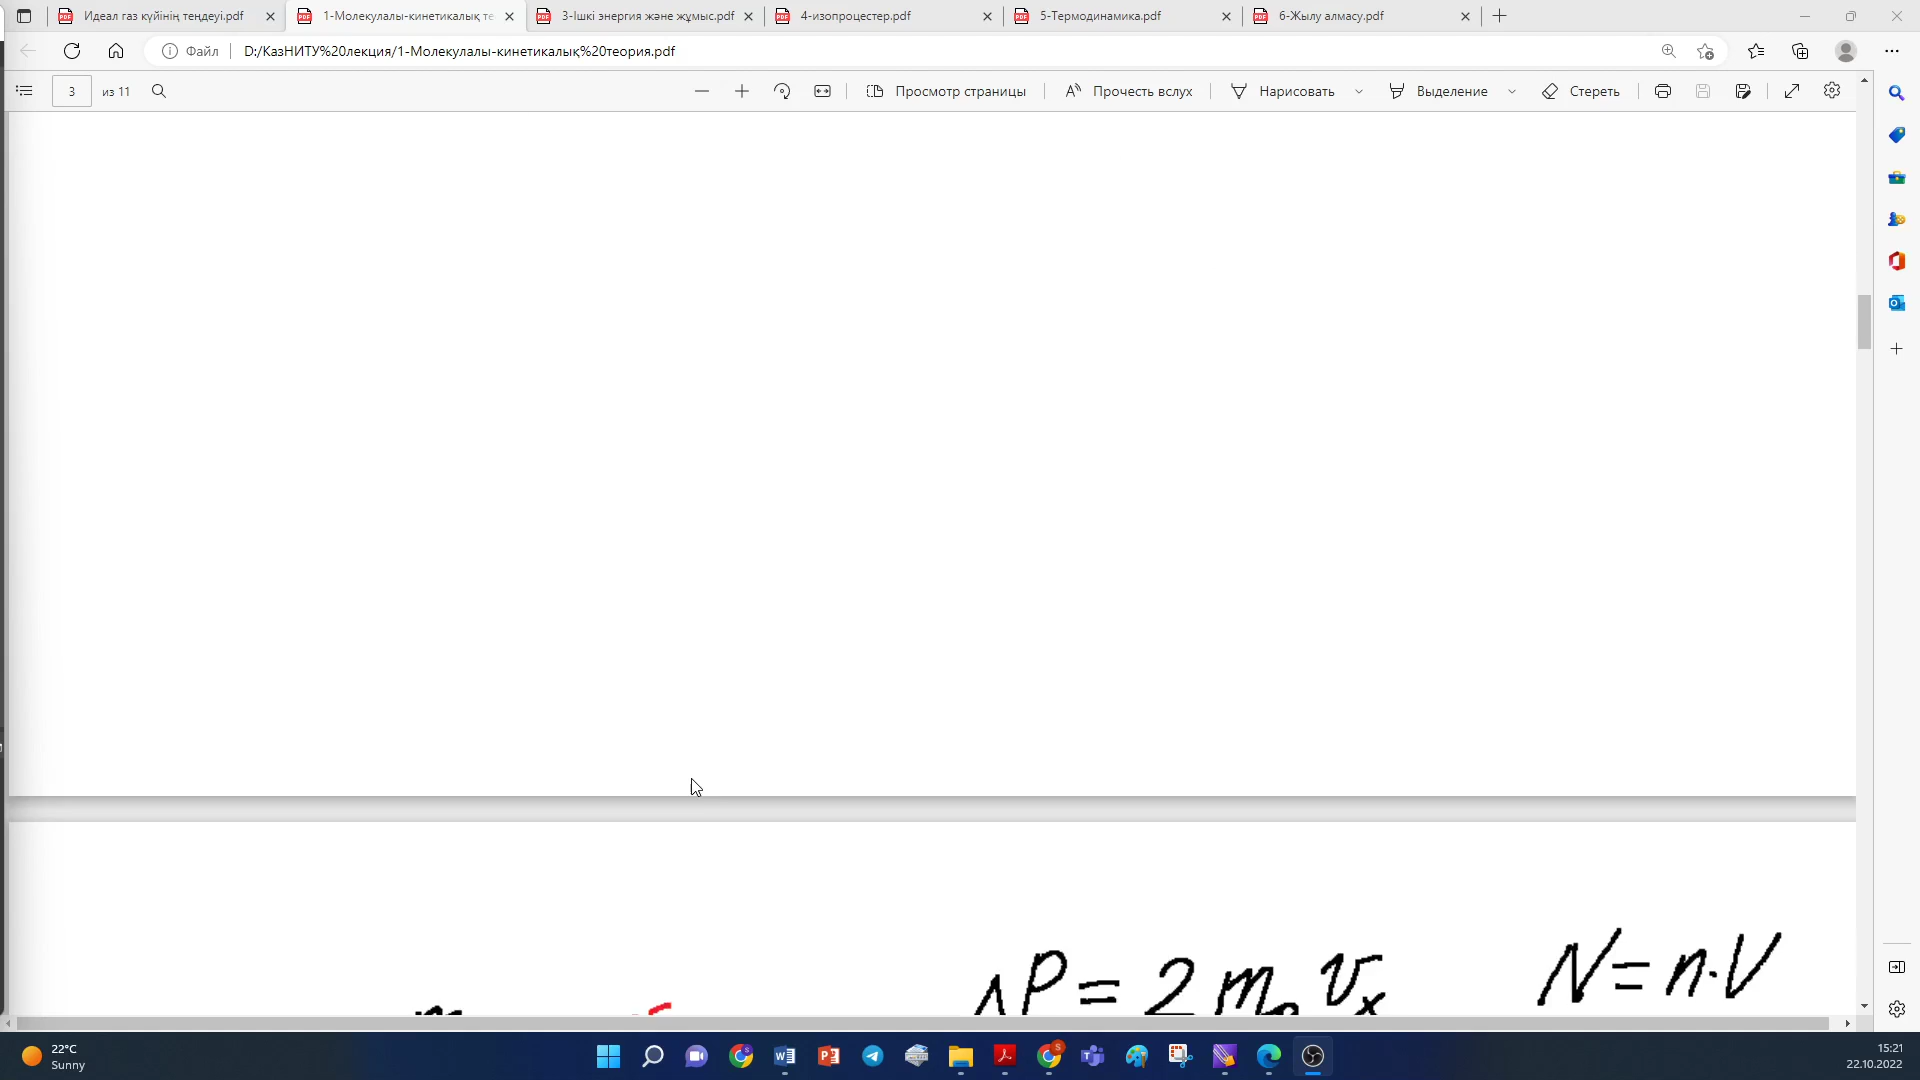 Идеал газ күйінің теңдеуі.pdf
1-Молекулалы-кинетикалық те
3-Ішкі энергия және жұмыс.pdf
4-изопроцестер.pdf
5-Термодинамика.pdf
6-Жылу алмасу.pdf
Файл
D:/КазНИТУ%20лекция/1-Молекулалы-кинетикалық%20теория.pdf
3 из 11
Просмотр страницы
Прочесть вслух
Нарисовать
Выделение
Стереть
ΔP = 2 m₀ vₓ
N = n·V
22°C
Sunny
15:21
22.10.2022